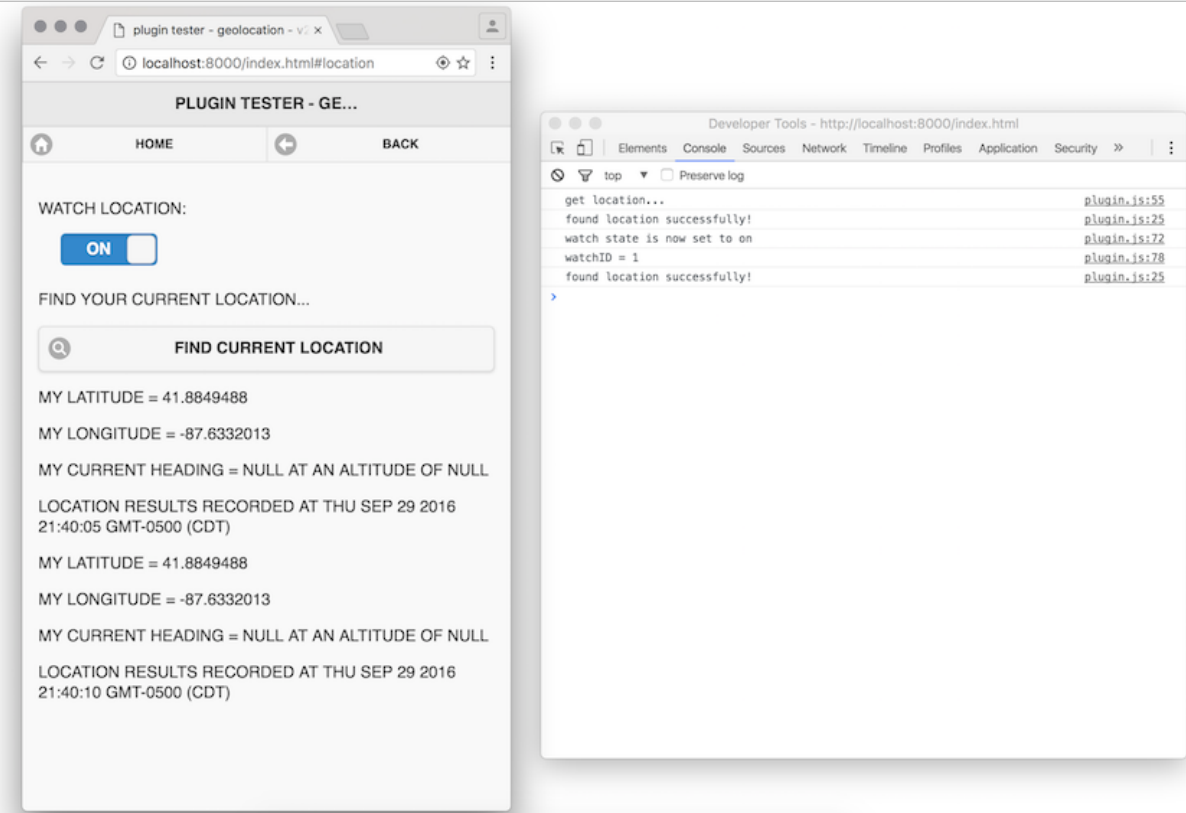 plugin tester - geolocation - v2
localhost:8000/index.html#location
PLUGIN TESTER - GE...
HOME
BACK
WATCH LOCATION:
ON
FIND YOUR CURRENT LOCATION...
FIND CURRENT LOCATION
MY LATITUDE = 41.8849488
MY LONGITUDE = -87.6332013
MY CURRENT HEADING = NULL AT AN ALTITUDE OF NULL
LOCATION RESULTS RECORDED AT THU SEP 29 2016
21:40:05 GMT-0500 (CDT)
MY LATITUDE = 41.8849488
MY LONGITUDE = -87.6332013
MY CURRENT HEADING = NULL AT AN ALTITUDE OF NULL
LOCATION RESULTS RECORDED AT THU SEP 29 2016
21:40:10 GMT-0500 (CDT)
Developer Tools - http://localhost:8000/index.html
Elements Console Sources Network Timeline Profiles Application Security »
top ▼ Preserve log
get location... plugin.js:55
found location successfully! plugin.js:25
watch state is now set to on plugin.js:72
watchID = 1 plugin.js:78
found location successfully! plugin.js:25
>